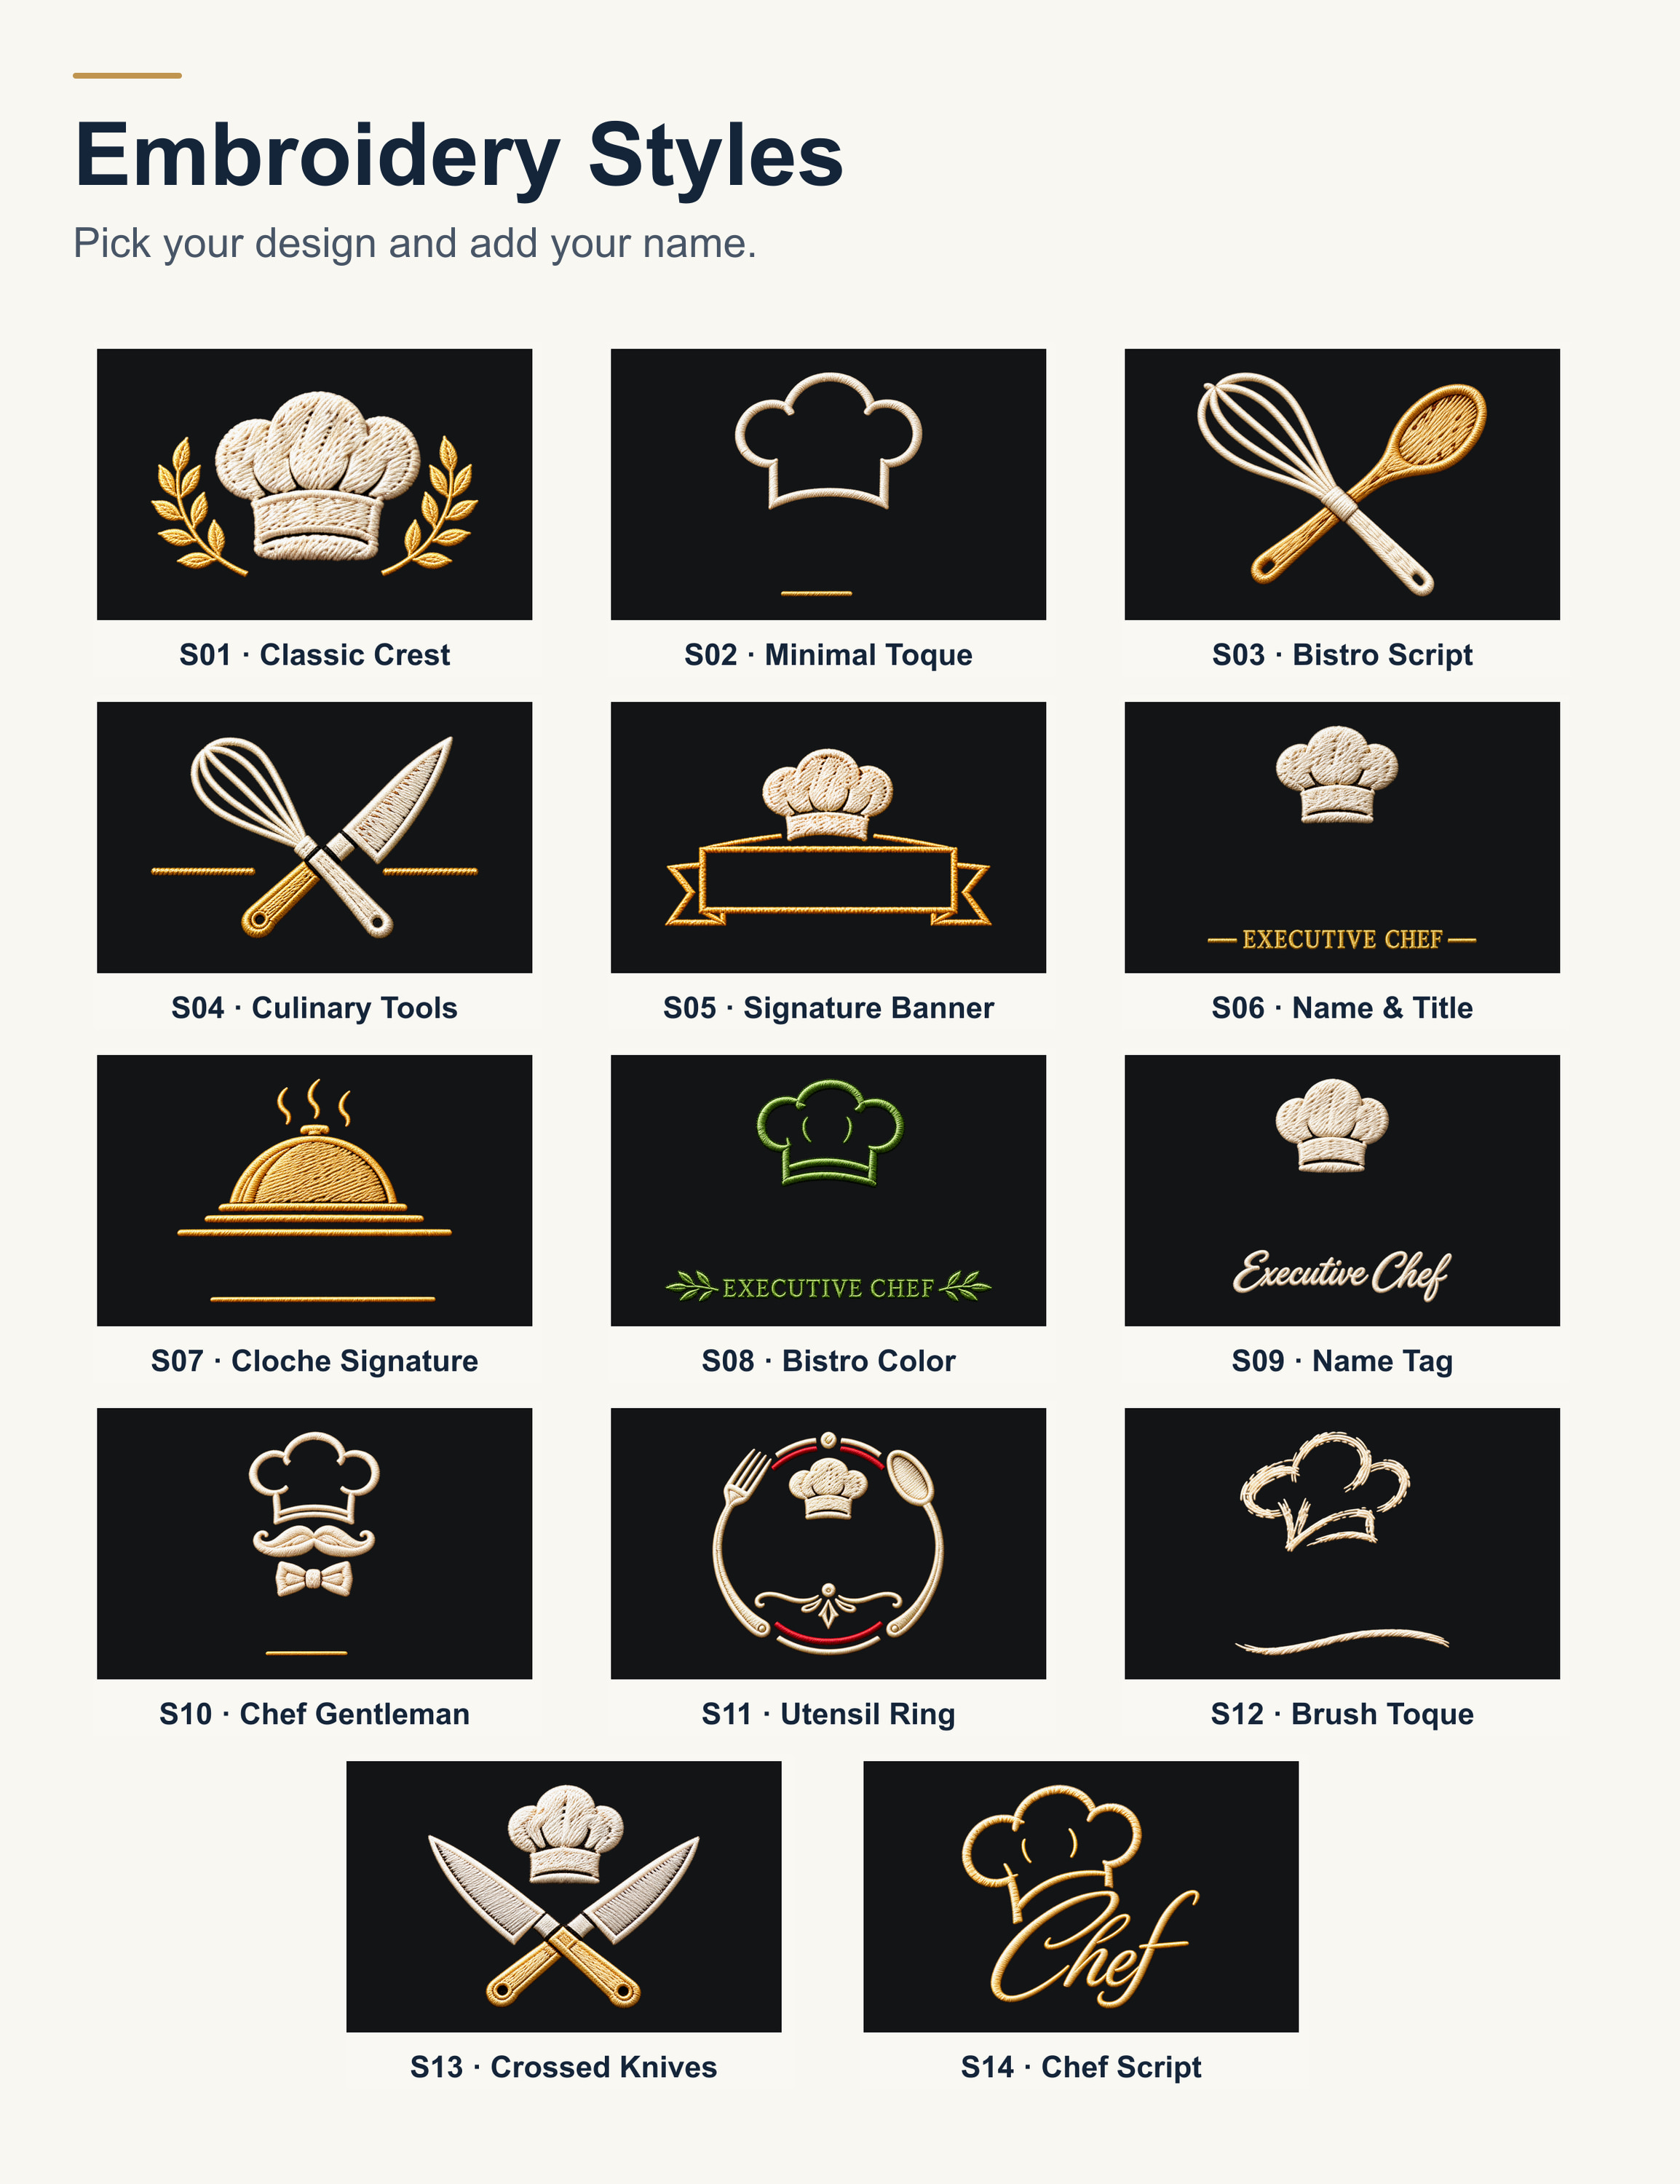 Embroidery Styles
Pick your design and add your name.
S01 · Classic Crest
S02 · Minimal Toque
S03 · Bistro Script
S04 · Culinary Tools
S05 · Signature Banner
EXECUTIVE CHEF
S06 · Name & Title
S07 · Cloche Signature
EXECUTIVE CHEF
S08 · Bistro Color
Executive Chef
S09 · Name Tag
S10 · Chef Gentleman
S11 · Utensil Ring
S12 · Brush Toque
S13 · Crossed Knives
Chef
S14 · Chef Script